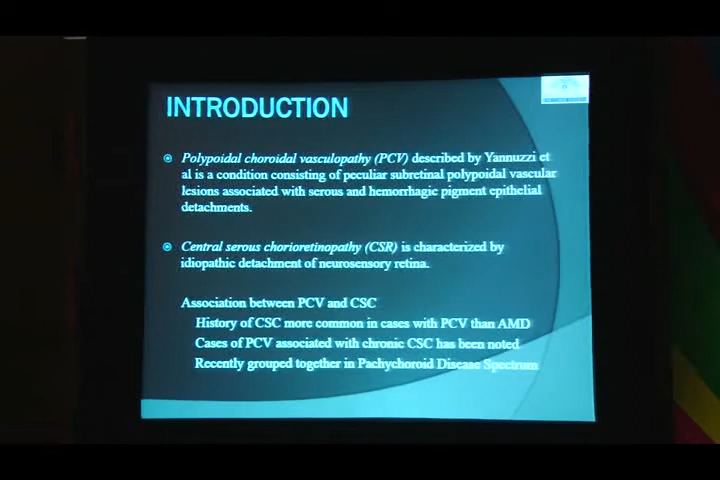 INTRODUCTION
Polypoidal choroidal vasculopathy (PCV) described by Yannuzzi et
al is a condition consisting of peculiar subretinal polypoidal vascular
lesions associated with serous and hemorrhagic pigment epithelial
detachments.
Central serous chorioretinopathy (CSR) is characterized by
idiopathic detachment of neurosensory retina.
Association between PCV and CSC
History of CSC more common in cases with PCV than AMD
Cases of PCV associated with chronic CSC has been noted
Recently grouped together in Pachychoroid Disease Spectrum